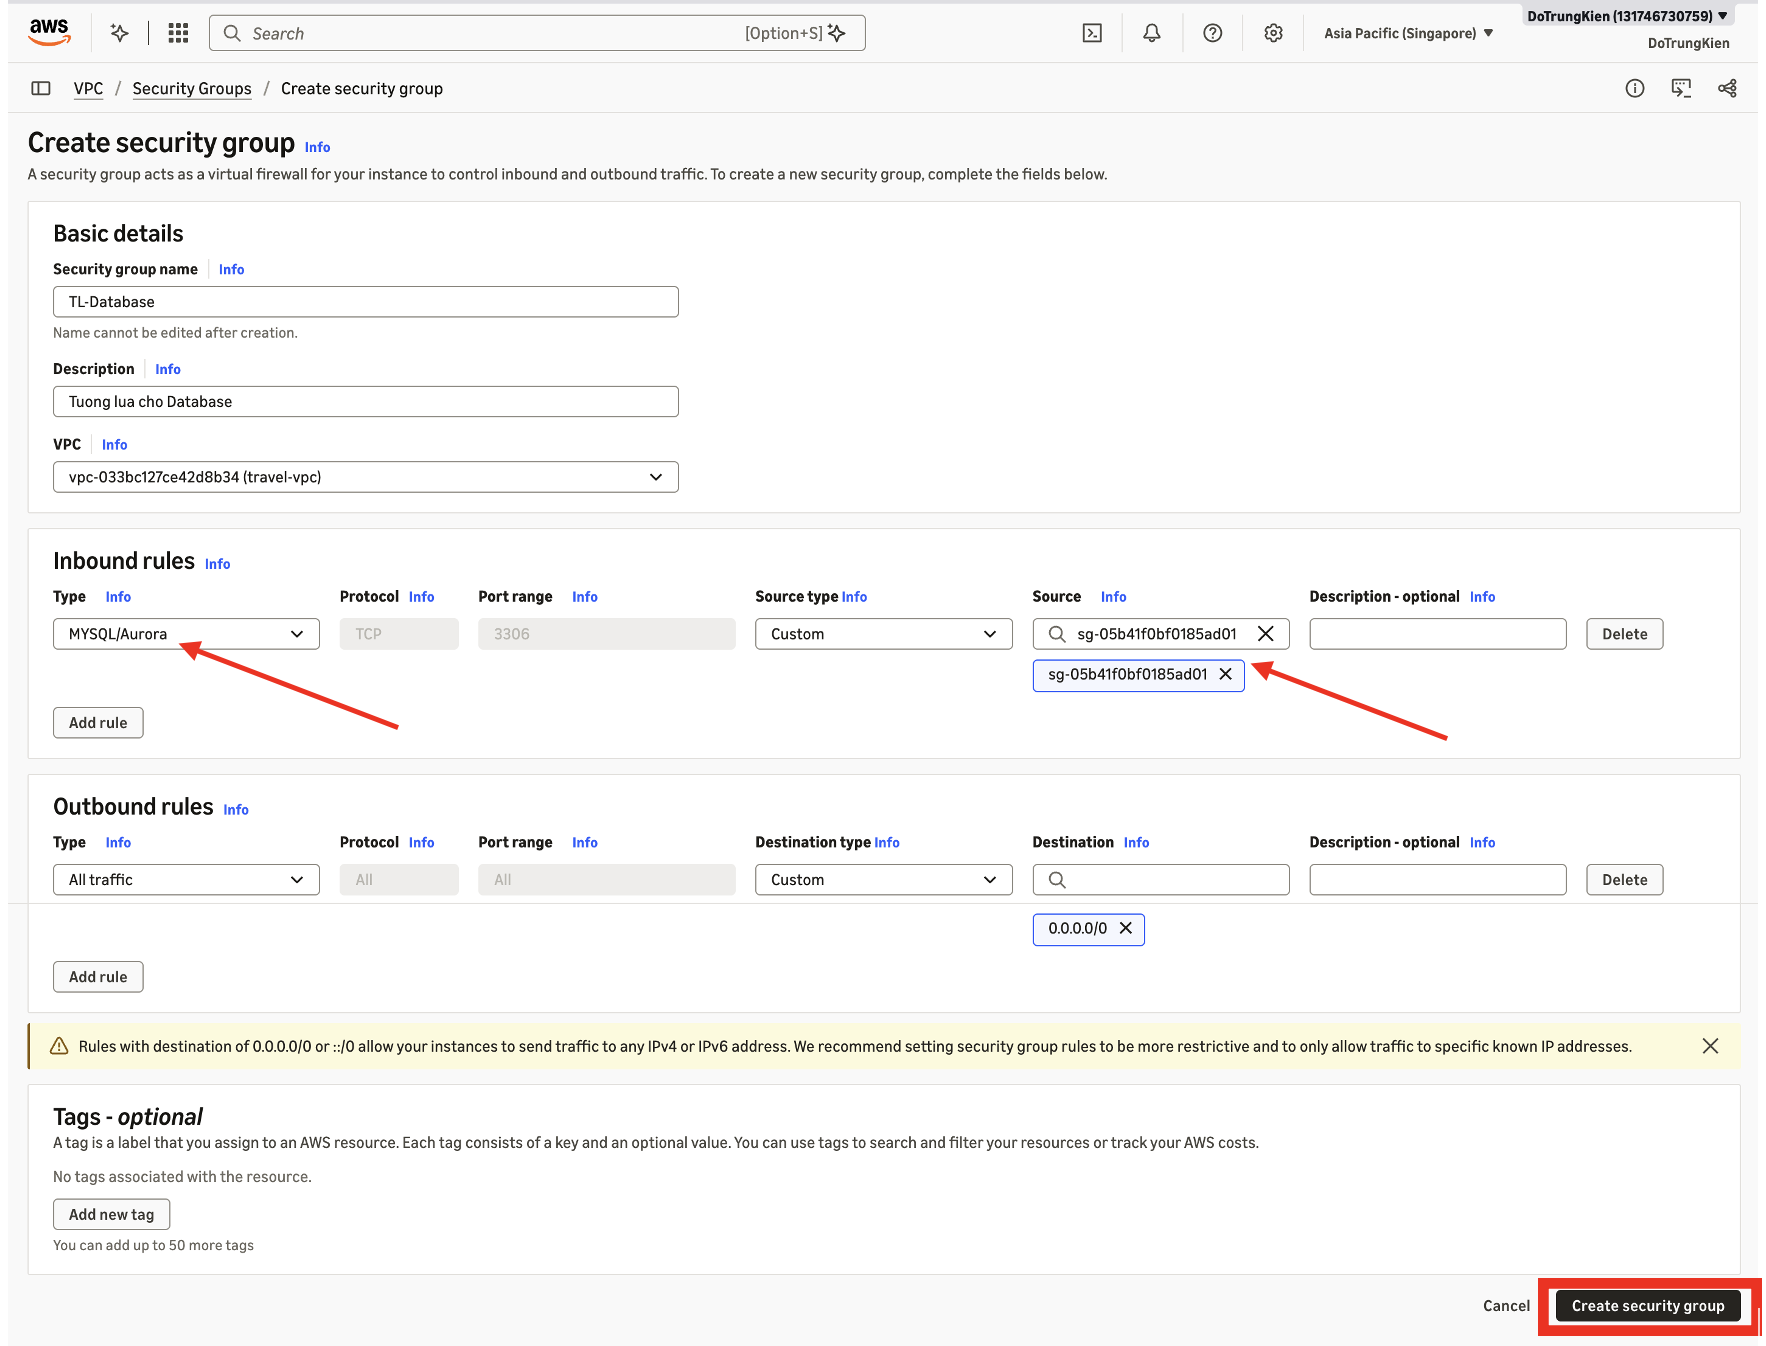 aws
Search [Option+S]
Asia Pacific (Singapore) ▼
DoTrungKien (131746730759) ▼
DoTrungKien
VPC / Security Groups / Create security group
Create security group Info
A security group acts as a virtual firewall for your instance to control inbound and outbound traffic. To create a new security group, complete the fields below.
Basic details
Security group name Info
TL-Database
Name cannot be edited after creation.
Description Info
Tuong lua cho Database
VPC Info
vpc-033bc127ce42d8b34 (travel-vpc)
Inbound rules Info
Type Info Protocol Info Port range Info Source type Info Source Info Description - optional Info
MYSQL/Aurora TCP 3306 Custom sg-05b41f0bf0185ad01 Delete
sg-05b41f0bf0185ad01
Add rule
Outbound rules Info
Type Info Protocol Info Port range Info Destination type Info Destination Info Description - optional Info
All traffic All All Custom Delete
0.0.0.0/0
Add rule
Rules with destination of 0.0.0.0/0 or ::/0 allow your instances to send traffic to any IPv4 or IPv6 address. We recommend setting security group rules to be more restrictive and to only allow traffic to specific known IP addresses.
Tags - optional
A tag is a label that you assign to an AWS resource. Each tag consists of a key and an optional value. You can use tags to search and filter your resources or track your AWS costs.
No tags associated with the resource.
Add new tag
You can add up to 50 more tags
Cancel Create security group